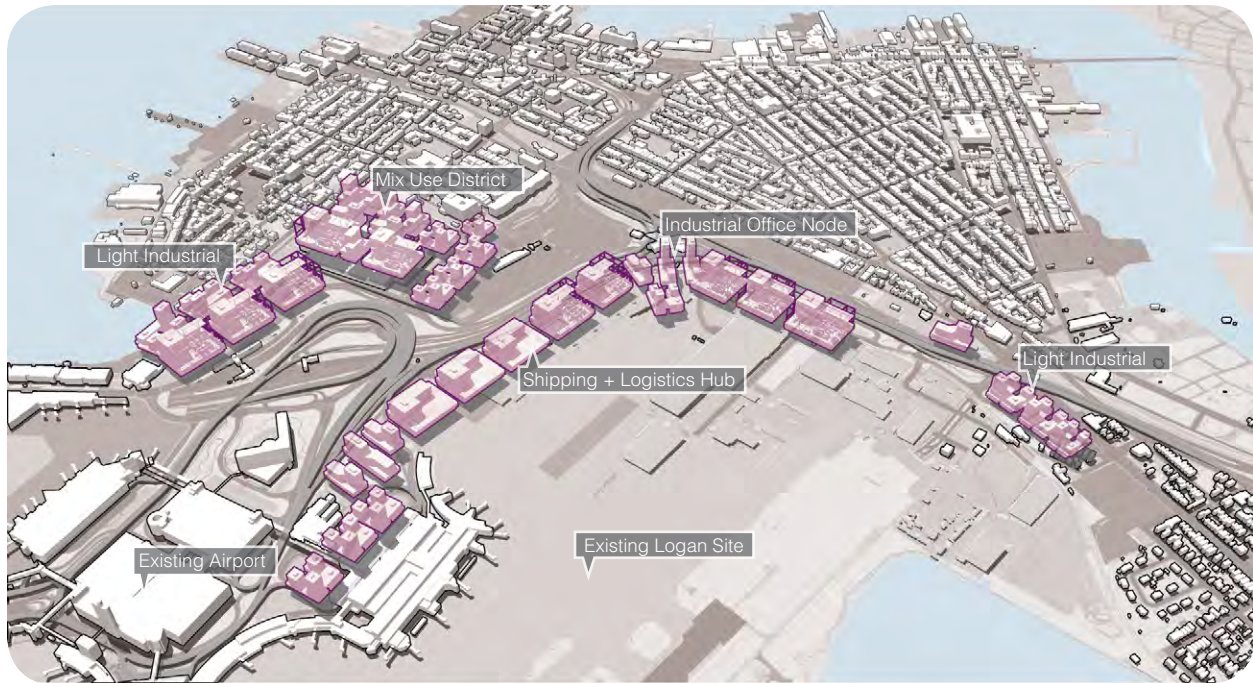 Mix Use District
Industrial Office Node
Light Industrial
Shipping + Logistics Hub
Light Industrial
Existing Logan Site
Existing Airport